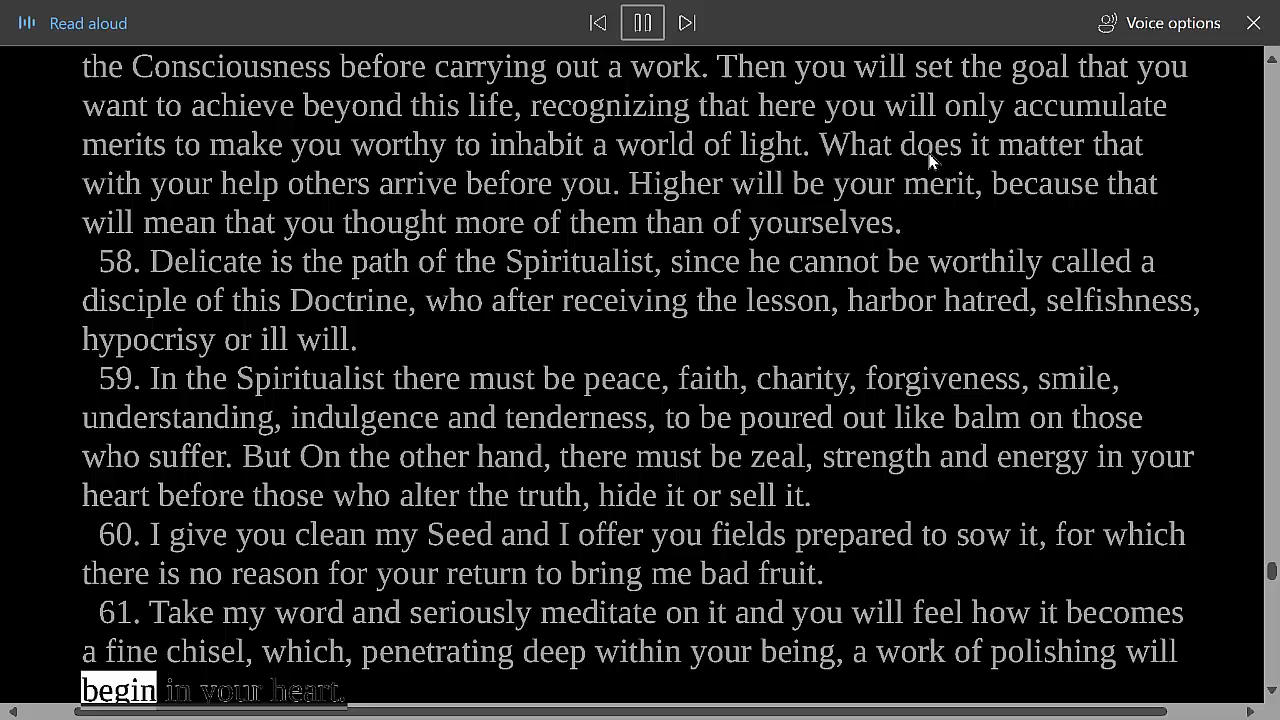 Read aloud
Voice options
the Consciousness before carrying out a work. Then you will set the goal that you
want to achieve beyond this life, recognizing that here you will only accumulate
merits to make you worthy to inhabit a world of light. What does it matter that
with your help others arrive before you. Higher will be your merit, because that
will mean that you thought more of them than of yourselves.
58. Delicate is the path of the Spiritualist, since he cannot be worthily called a
disciple of this Doctrine, who after receiving the lesson, harbor hatred, selfishness,
hypocrisy or ill will.
59. In the Spiritualist there must be peace, faith, charity, forgiveness, smile,
understanding, indulgence and tenderness, to be poured out like balm on those
who suffer. But On the other hand, there must be zeal, strength and energy in your
heart before those who alter the truth, hide it or sell it.
60. I give you clean my Seed and I offer you fields prepared to sow it, for which
there is no reason for your return to bring me bad fruit.
61. Take my word and seriously meditate on it and you will feel how it becomes
a fine chisel, which, penetrating deep within your being, a work of polishing will
begin in your heart.